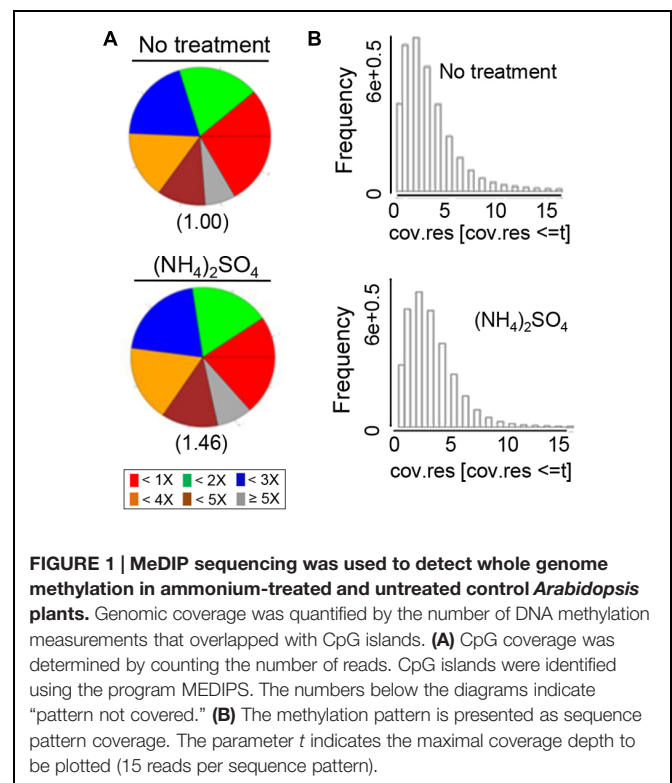 A
No treatment
(1.00)
(NH₄)₂SO₄
(1.46)
< 1X < 2X < 3X
< 4X < 5X ≥ 5X
B
6e+0.5
0
Frequency
No treatment
0 5 10 15
cov.res [cov.res <=t]
6e+0.5
0
Frequency
(NH₄)₂SO₄
0 5 10 15
cov.res [cov.res <=t]
FIGURE 1 | MeDIP sequencing was used to detect whole genome
methylation in ammonium-treated and untreated control Arabidopsis
plants. Genomic coverage was quantified by the number of DNA methylation
measurements that overlapped with CpG islands. (A) CpG coverage was
determined by counting the number of reads. CpG islands were identified
using the program MEDIPS. The numbers below the diagrams indicate
“pattern not covered.” (B) The methylation pattern is presented as sequence
pattern coverage. The parameter t indicates the maximal coverage depth to
be plotted (15 reads per sequence pattern).